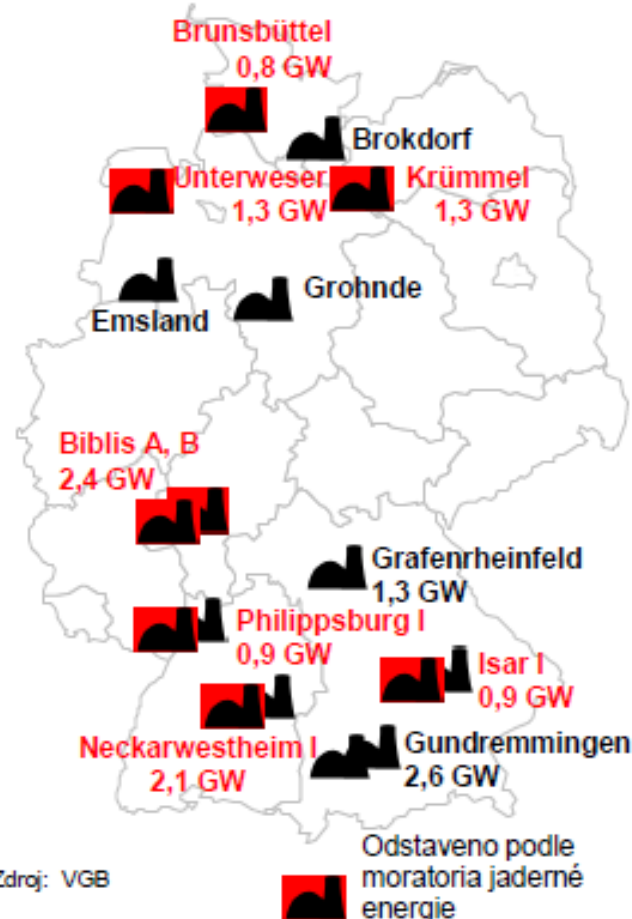 Brunsbüttel
0,8 GW
Brokdorf
Unterweser
1,3 GW
Krümmel
1,3 GW
Emsland
Grohnde
Biblis A, B
2,4 GW
Grafenrheinfeld
1,3 GW
Philippsburg I
0,9 GW
Isar I
0,9 GW
Neckarwestheim I
2,1 GW
Gundremmingen
2,6 GW
Zdroj: VGB
Odstaveno podle
moratoria jaderné
energie